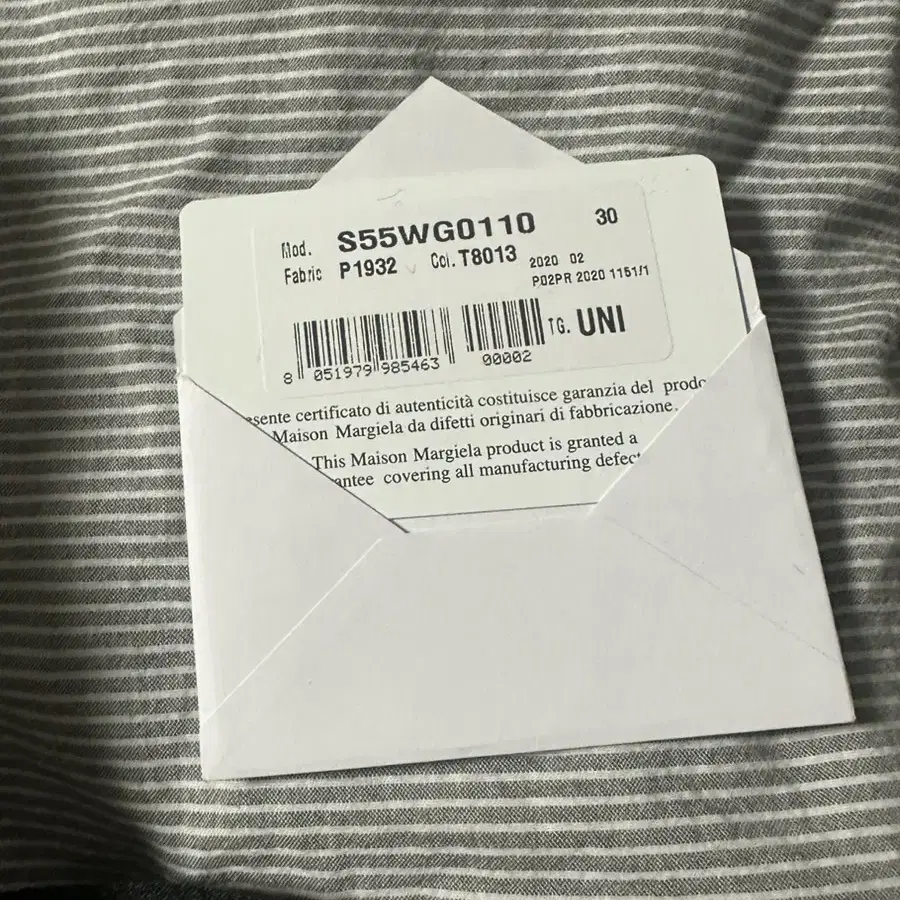 Mod. S55WG0110 30
Fabric P1932 Col. T8013 2020 02
P02PR 2020 1151/1
TG. UNI
8 051979 985463 00002
certificato di autenticità costituisce garanzia del
Maison Margiela da difetti originari di fabbricazione.
This Maison Margiela product is granted a
covering all manufacturing